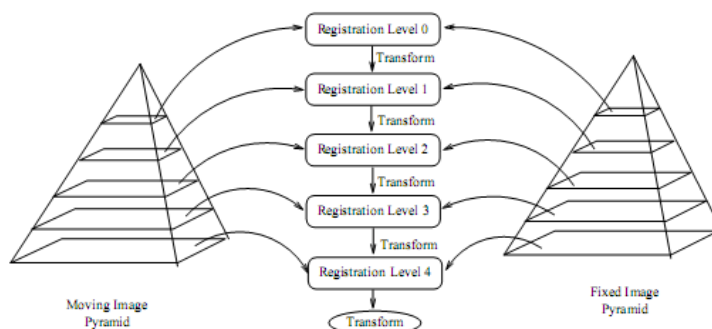 Registration Level 0
Transform
Registration Level 1
Transform
Registration Level 2
Transform
Registration Level 3
Transform
Registration Level 4
Transform
Moving Image
Pyramid
Fixed Image
Pyramid